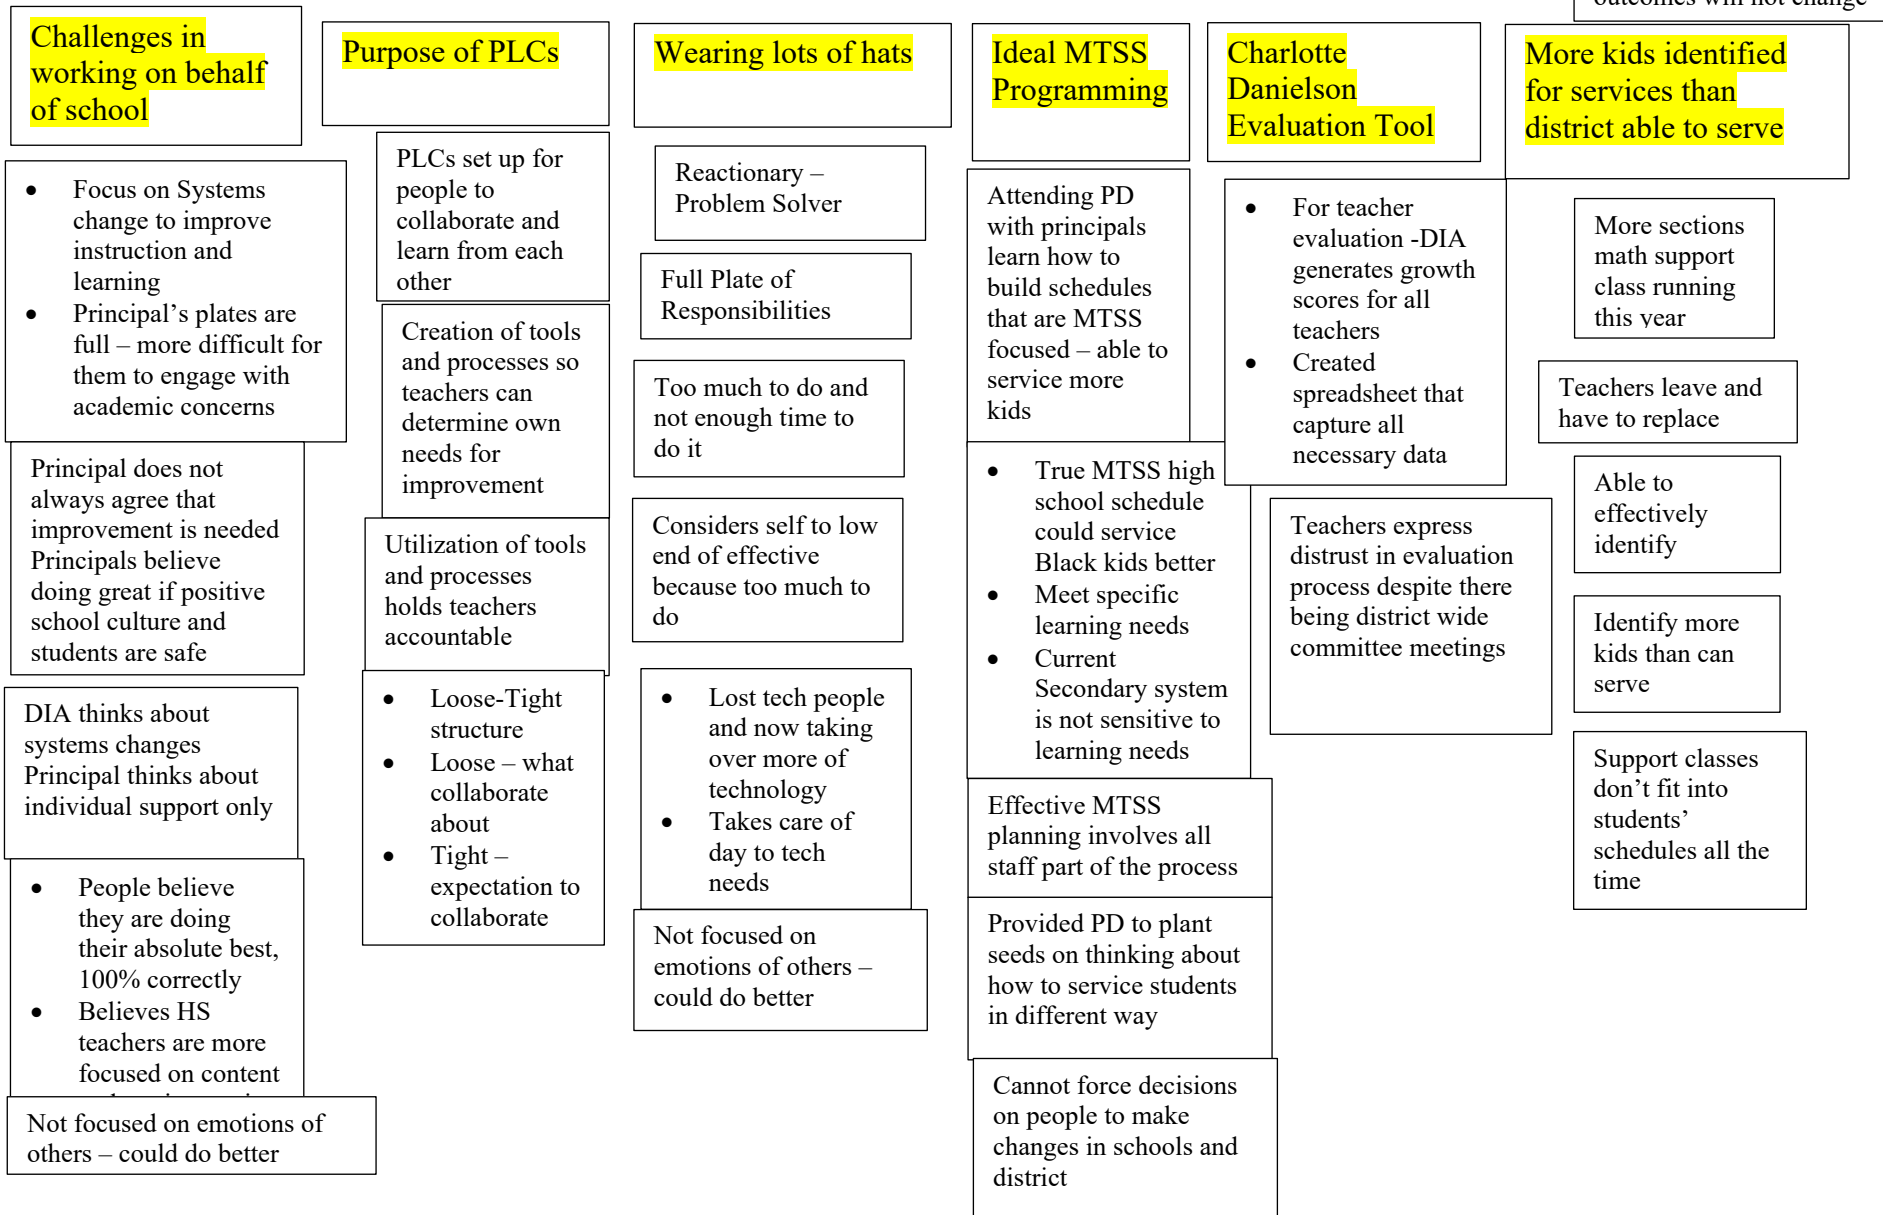 outcomes will not change
Challenges in
working on behalf
of school
• Focus on Systems
change to improve
instruction and
learning
• Principal’s plates are
full – more difficult for
them to engage with
academic concerns
Principal does not
always agree that
improvement is needed
Principals believe
doing great if positive
school culture and
students are safe
DIA thinks about
systems changes
Principal thinks about
individual support only
• People believe
they are doing
their absolute best,
100% correctly
• Believes HS
teachers are more
focused on content
Not focused on emotions of
others – could do better
Purpose of PLCs
PLCs set up for
people to
collaborate and
learn from each
other
Creation of tools
and processes so
teachers can
determine own
needs for
improvement
Utilization of tools
and processes
holds teachers
accountable
• Loose-Tight
structure
• Loose – what
collaborate
about
• Tight –
expectation to
collaborate
Wearing lots of hats
Reactionary –
Problem Solver
Full Plate of
Responsibilities
Too much to do and
not enough time to
do it
Considers self to low
end of effective
because too much to
do
• Lost tech people
and now taking
over more of
technology
• Takes care of
day to tech
needs
Not focused on
emotions of others –
could do better
Ideal MTSS
Programming
Attending PD
with principals
learn how to
build schedules
that are MTSS
focused – able to
service more
kids
• True MTSS high
school schedule
could service
Black kids better
• Meet specific
learning needs
• Current
Secondary system
is not sensitive to
learning needs
Effective MTSS
planning involves all
staff part of the process
Provided PD to plant
seeds on thinking about
how to service students
in different way
Cannot force decisions
on people to make
changes in schools and
district
Charlotte
Danielson
Evaluation Tool
• For teacher
evaluation -DIA
generates growth
scores for all
teachers
• Created
spreadsheet that
capture all
necessary data
Teachers express
distrust in evaluation
process despite there
being district wide
committee meetings
More kids identified
for services than
district able to serve
More sections
math support
class running
this year
Teachers leave and
have to replace
Able to
effectively
identify
Identify more
kids than can
serve
Support classes
don’t fit into
students’
schedules all the
time